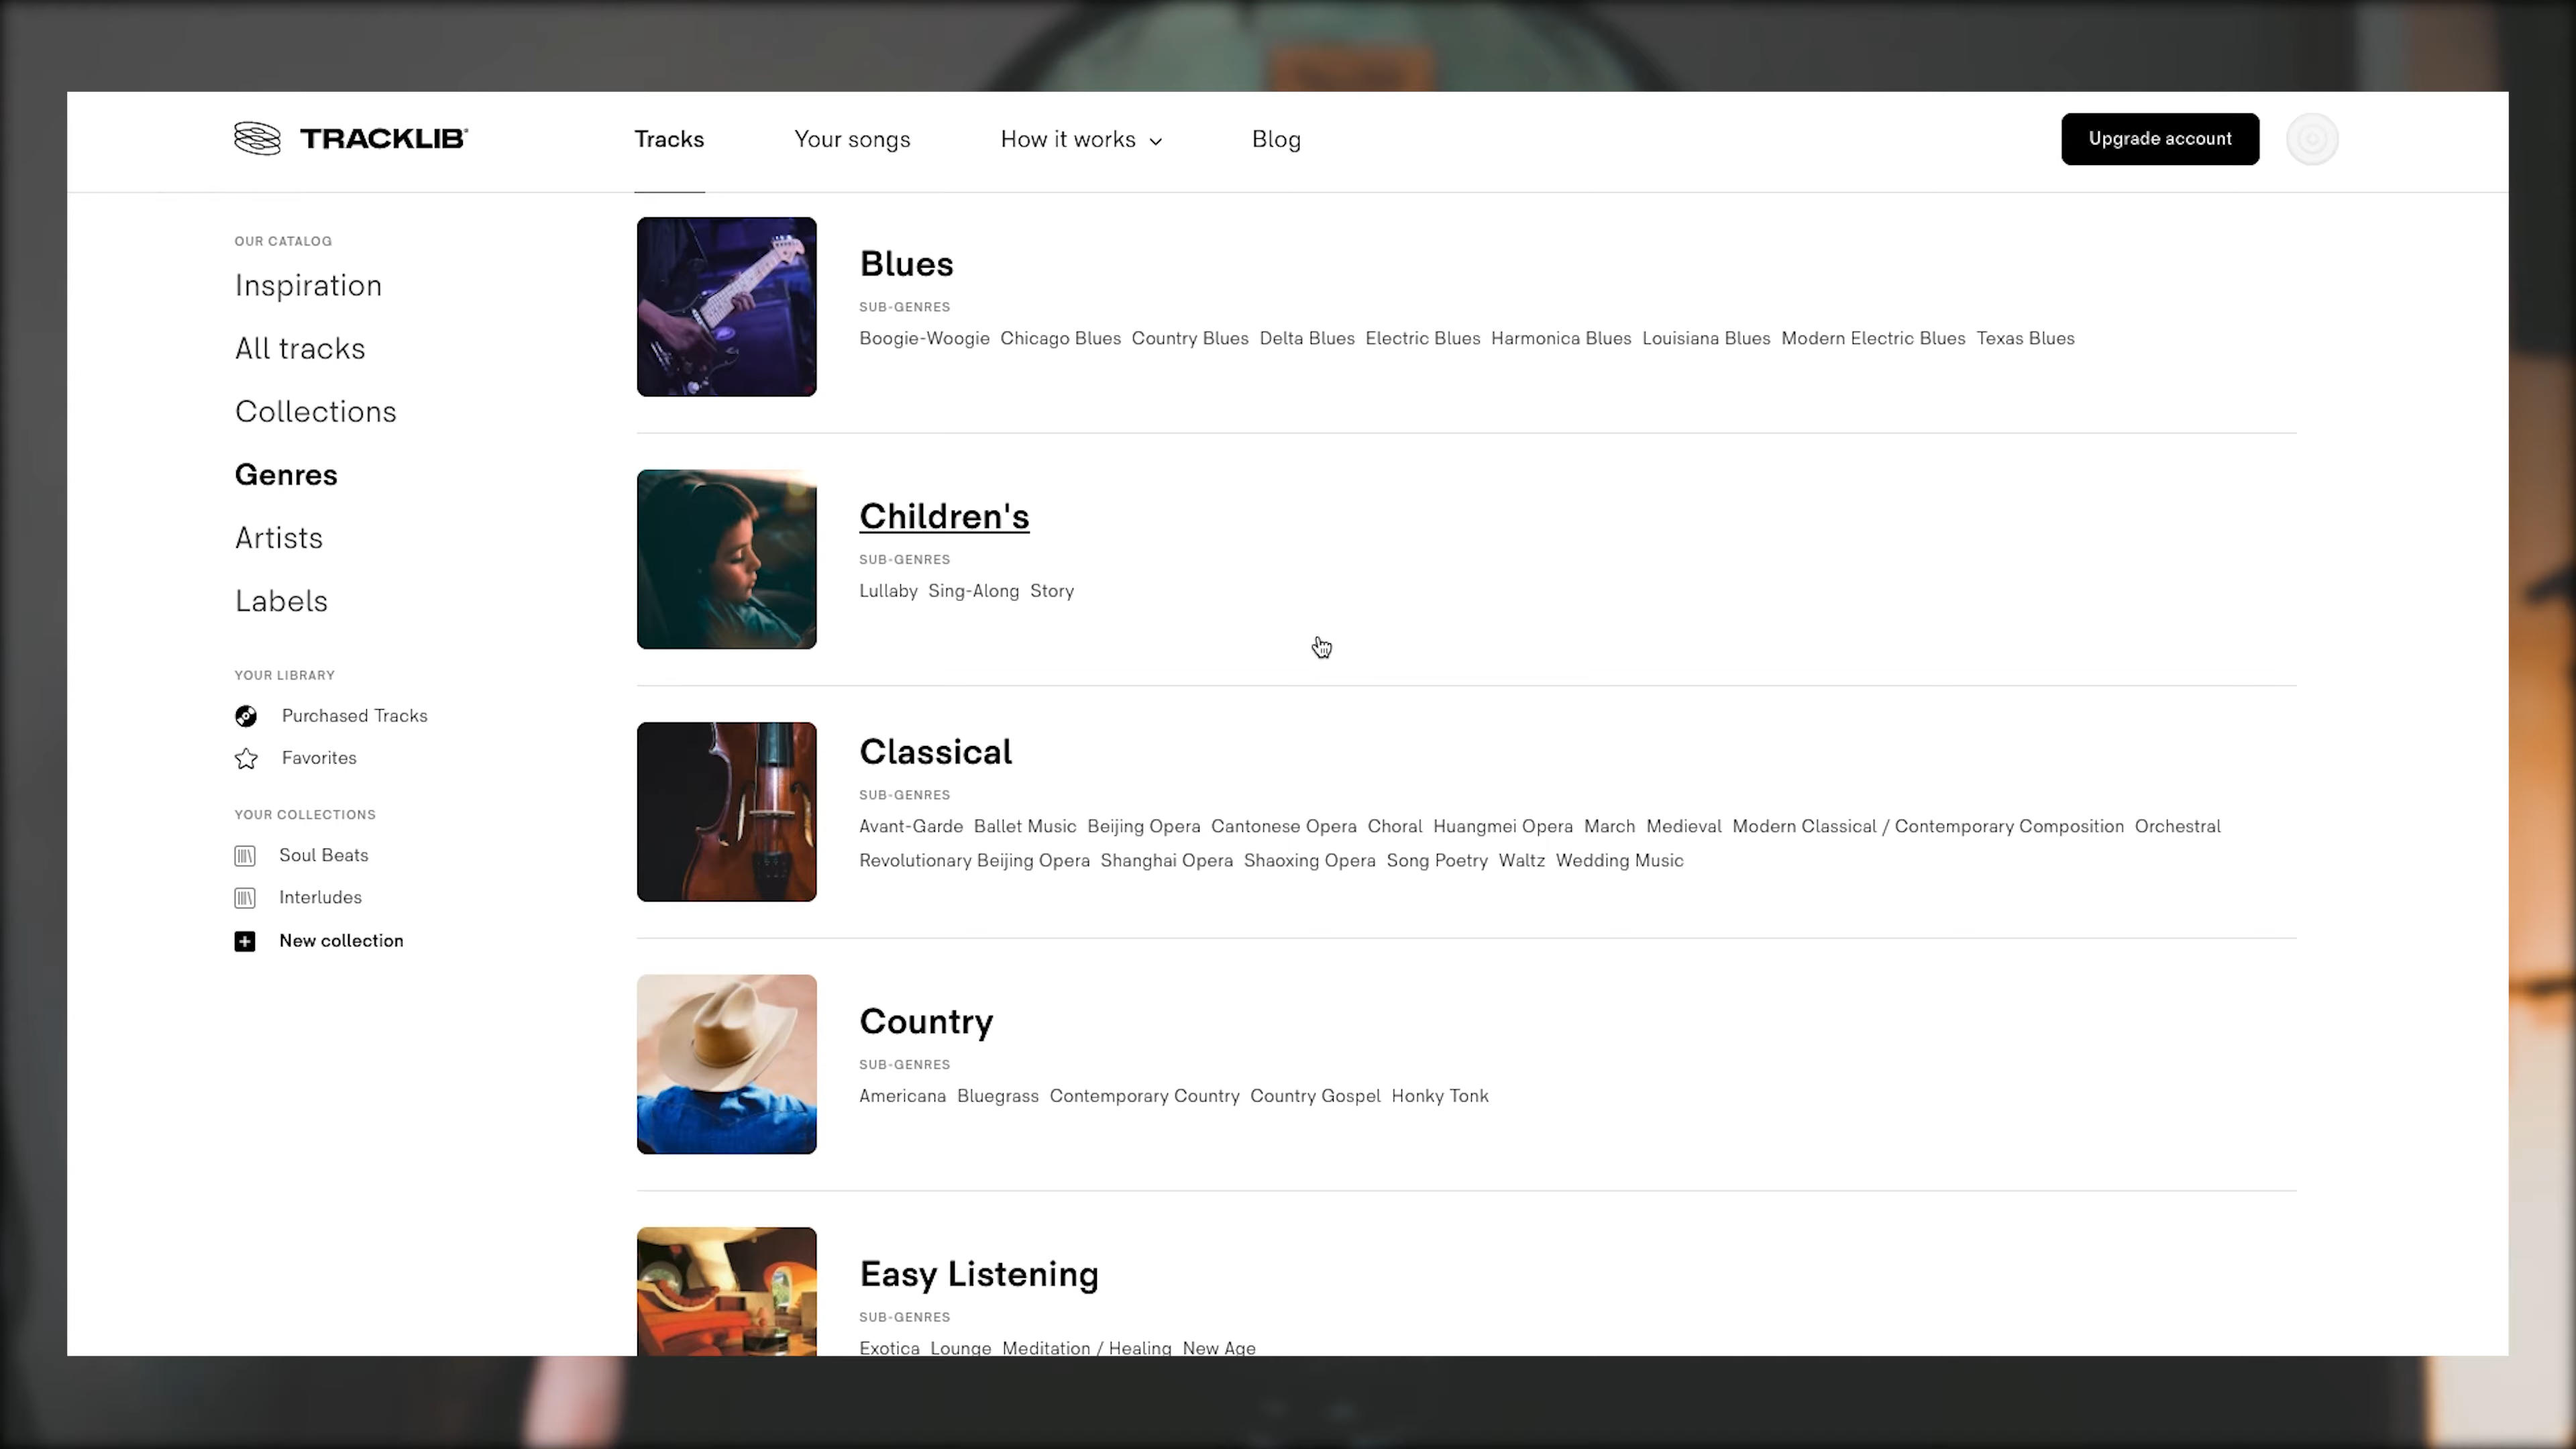 TRACKLIB
Tracks
Your songs
How it works
Blog
Upgrade account
OUR CATALOG
Inspiration
All tracks
Collections
Genres
Artists
Labels
YOUR LIBRARY
Purchased Tracks
Favorites
YOUR COLLECTIONS
Soul Beats
Interludes
New collection
Blues
SUB-GENRES
Boogie-Woogie Chicago Blues Country Blues Delta Blues Electric Blues Harmonica Blues Louisiana Blues Modern Electric Blues Texas Blues
Children's
SUB-GENRES
Lullaby Sing-Along Story
Classical
SUB-GENRES
Avant-Garde Ballet Music Beijing Opera Cantonese Opera Choral Huangmei Opera March Medieval Modern Classical / Contemporary Composition Orchestral
Revolutionary Beijing Opera Shanghai Opera Shaoxing Opera Song Poetry Waltz Wedding Music
Country
SUB-GENRES
Americana Bluegrass Contemporary Country Country Gospel Honky Tonk
Easy Listening
SUB-GENRES
Exotica Lounge Meditation / Healing New Age